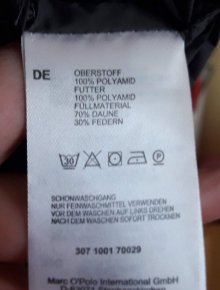 DE
OBERSTOFF
100% POLYAMID
FUTTER
100% POLYAMID
FÜLLMATERIAL
70% DAUNE
30% FEDERN
30
SCHONWASCHGANG
NUR FEINWASCHMITTEL VERWENDEN
VOR DEM WASCHEN AUF LINKS DREHEN
NACH DEM WASCHEN SOFORT TROCKNEN
307 1001 70029
Marc O'Polo International GmbH